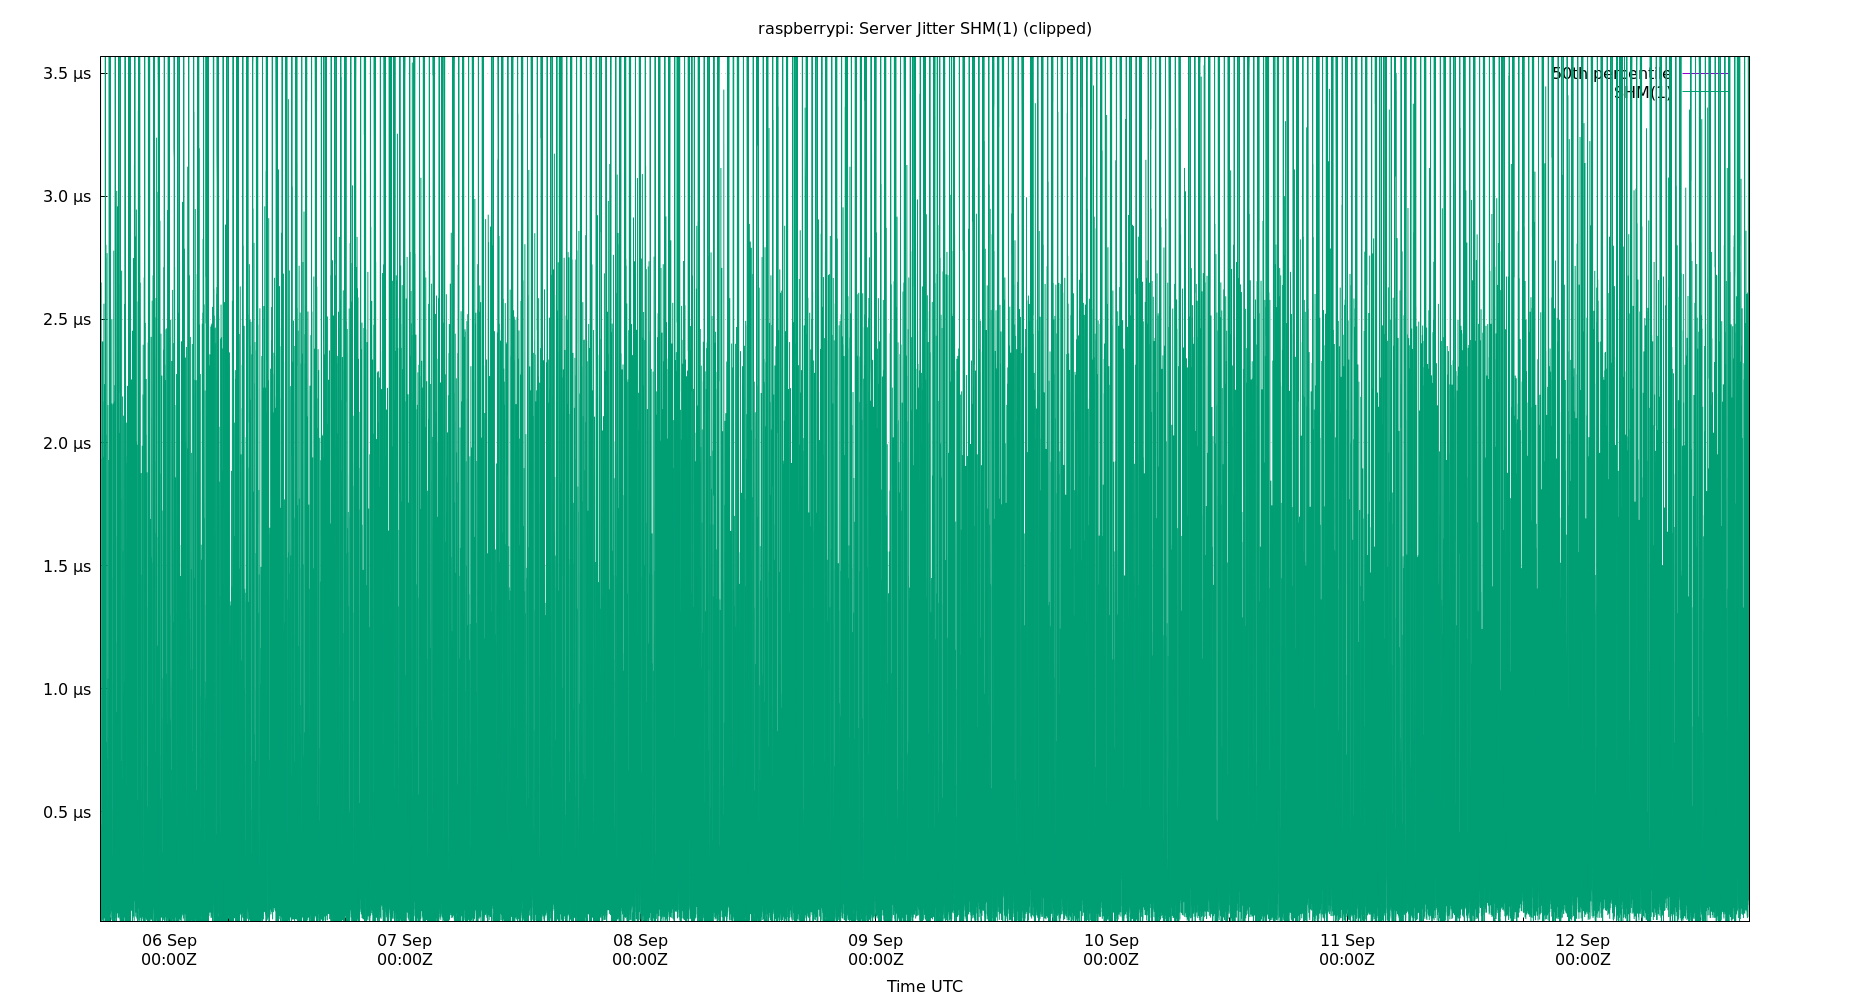 raspberrypi: Server Jitter SHM(1) (clipped)
3.5 µs
3.0 µs
2.5 µs
2.0 µs
1.5 µs
1.0 µs
0.5 µs
50th percentile
SHM(1)
06 Sep 07 Sep 08 Sep 09 Sep 10 Sep 11 Sep 12 Sep
00:00Z 00:00Z 00:00Z 00:00Z 00:00Z 00:00Z 00:00Z
Time UTC